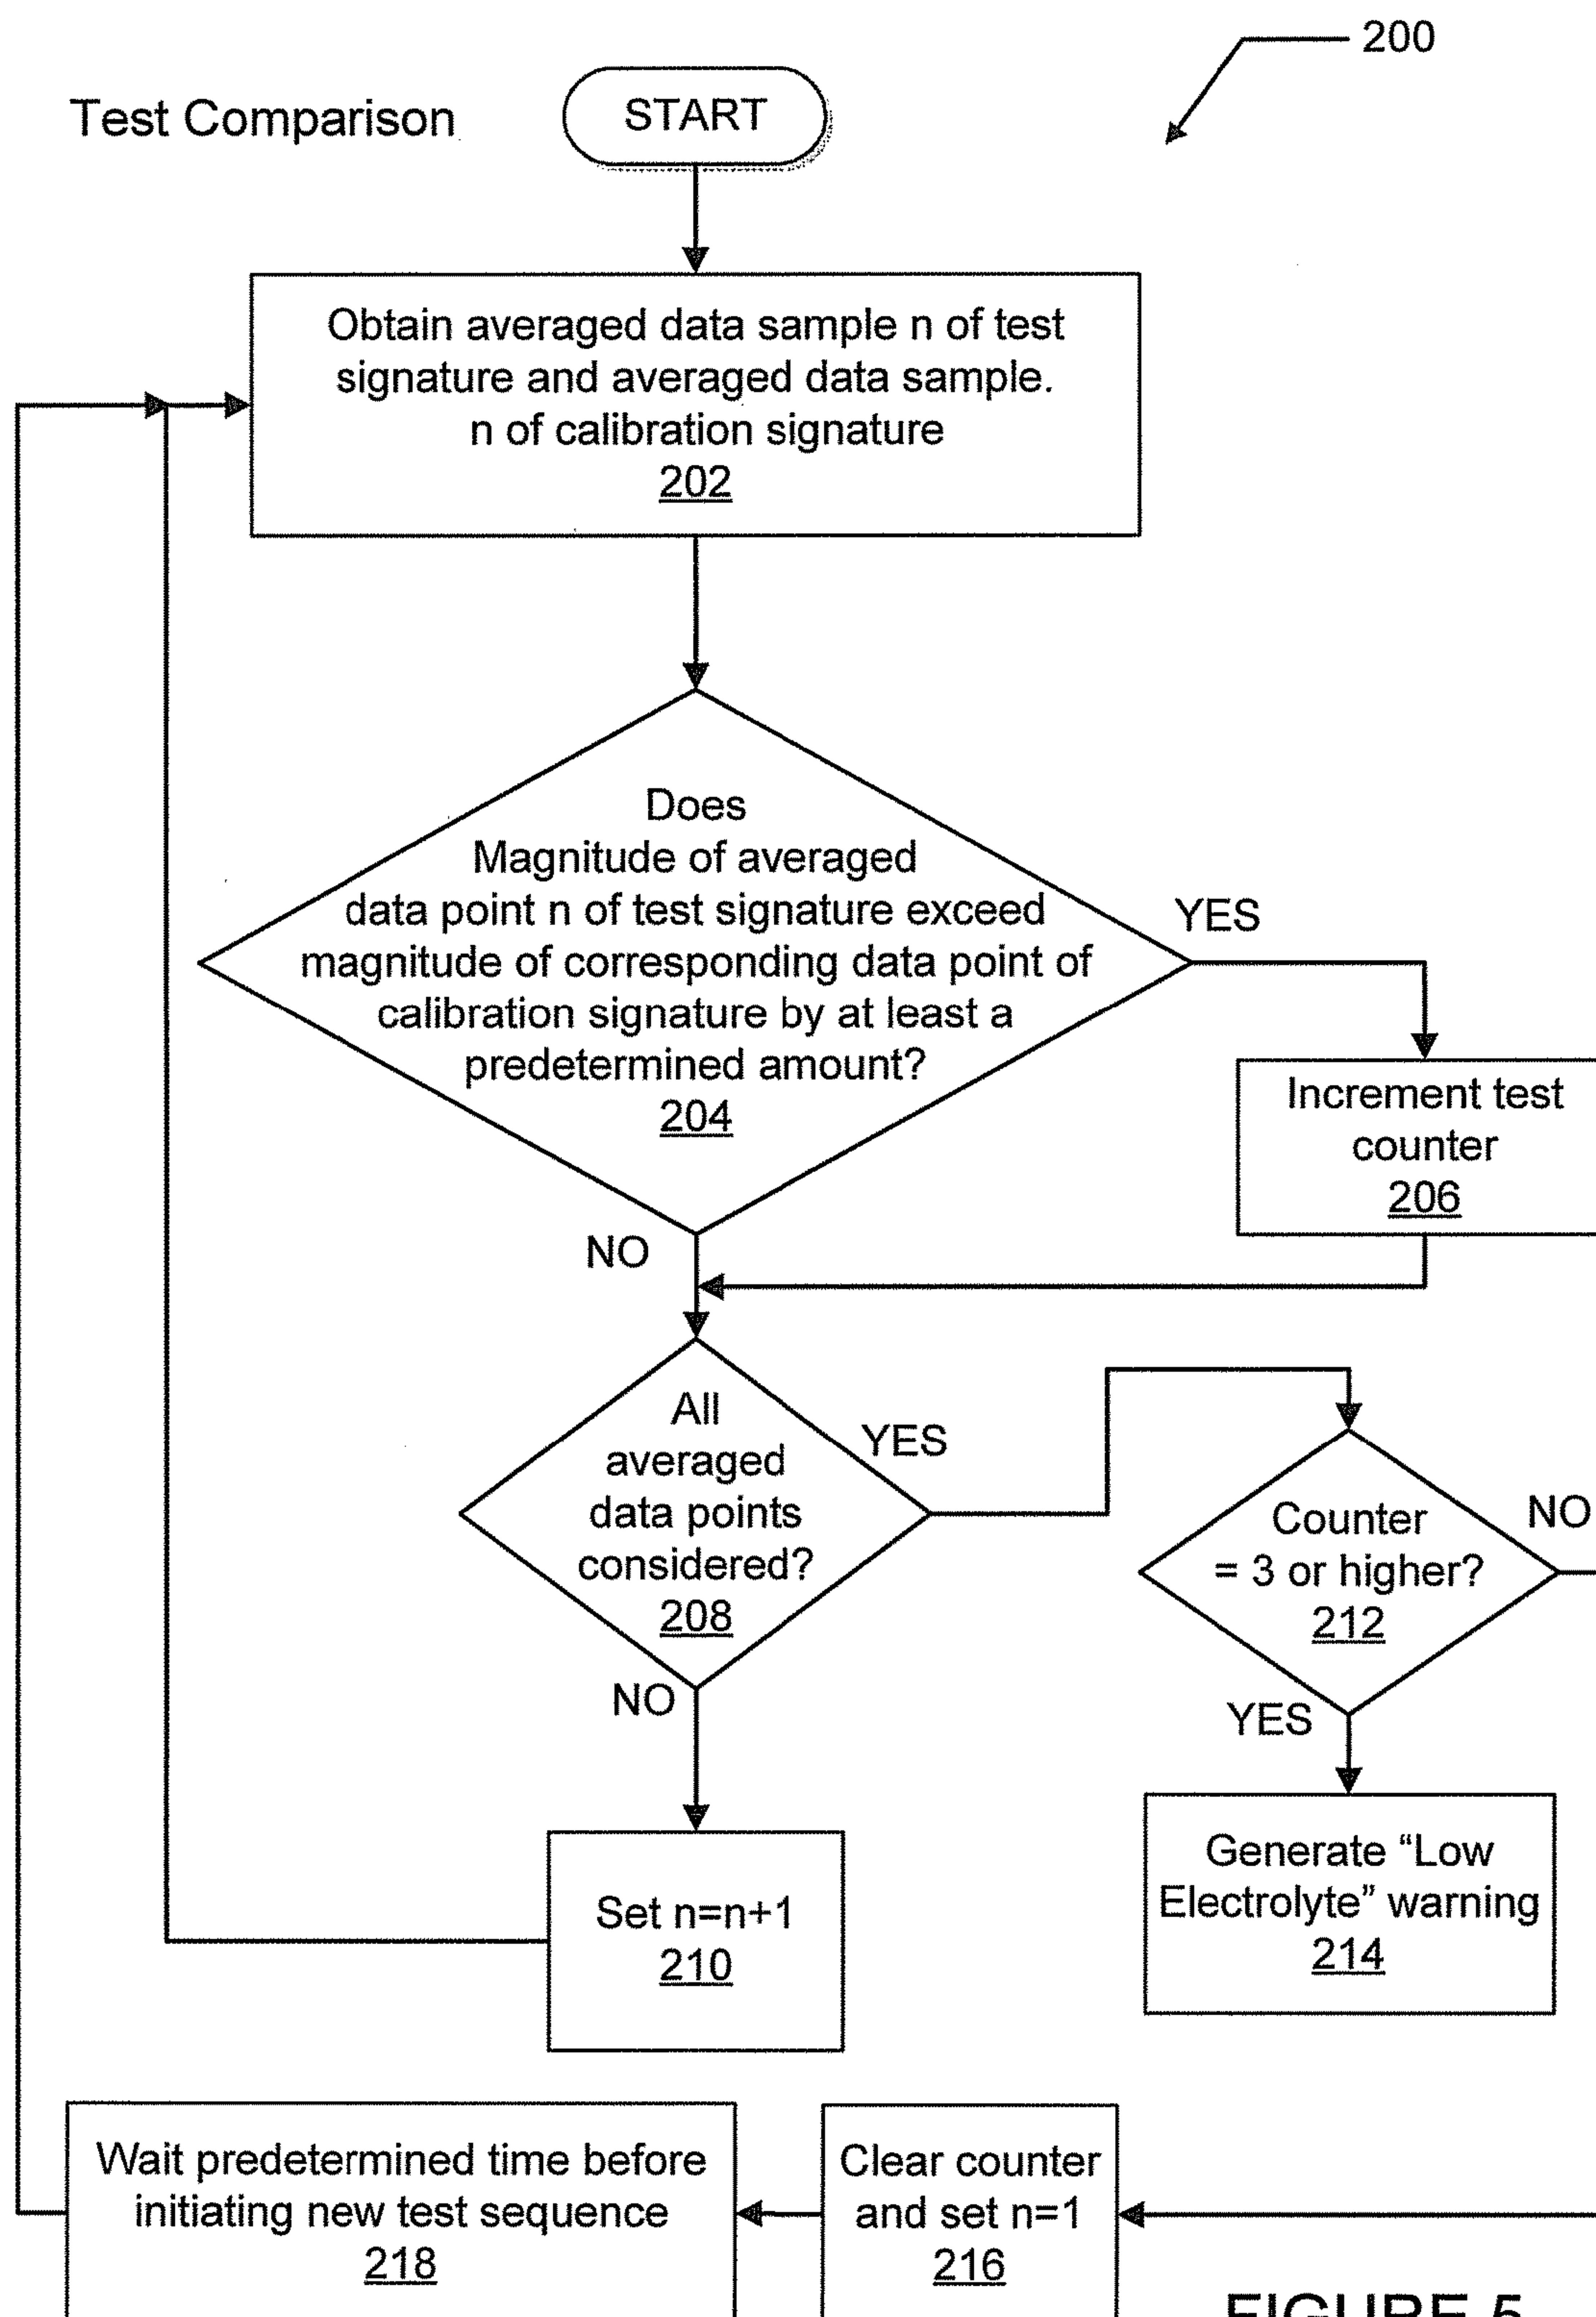 200
Test Comparison
START
Obtain averaged data sample n of test
signature and averaged data sample.
n of calibration signature
202
Does
Magnitude of averaged
data point n of test signature exceed
magnitude of corresponding data point of
calibration signature by at least a
predetermined amount?
204
YES
Increment test
counter
206
NO
All
averaged
data points
considered?
208
YES
Counter
= 3 or higher?
212
NO
NO
YES
Set n=n+1
210
Generate “Low
Electrolyte” warning
214
Wait predetermined time before
initiating new test sequence
218
Clear counter
and set n=1
216
FIGURE 5